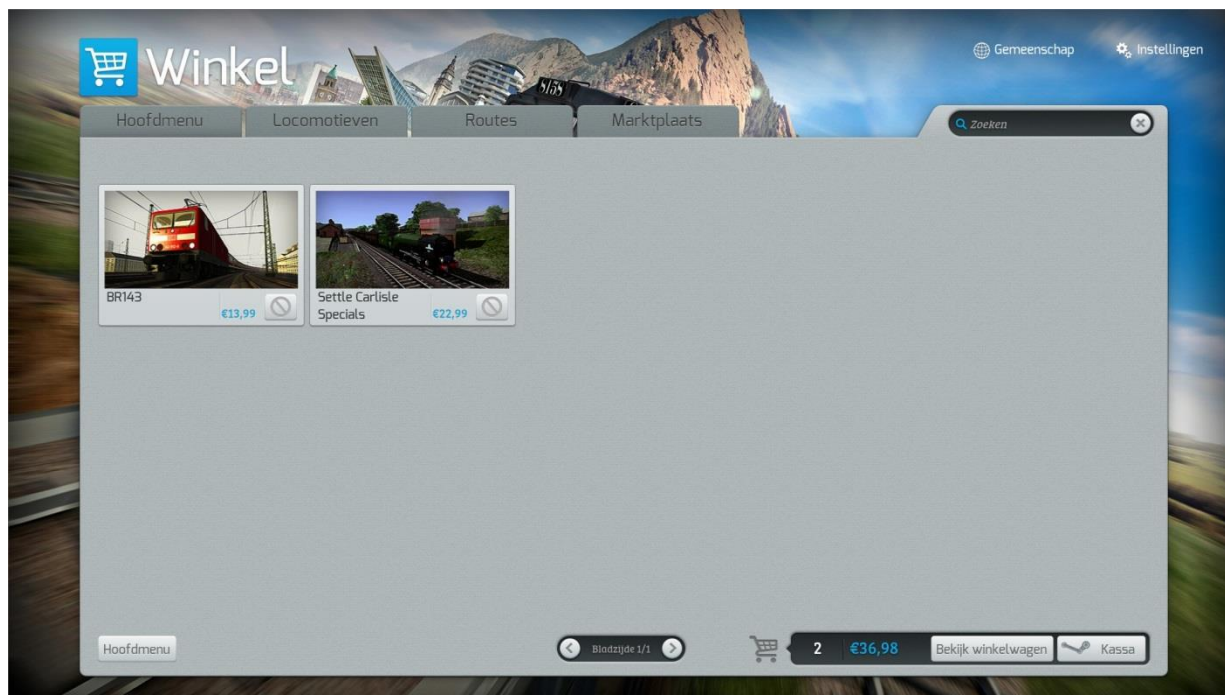 Winkel
Gemeenschap
Instellingen
Hoofdmenu
Locomotieven
Routes
Marktplaats
Zoeken
BR143
€13,99
Settle Carlisle
Specials
€22,99
Hoofdmenu
Bladzijde 1/1
2
€36,98
Bekijk winkelwagen
Kassa